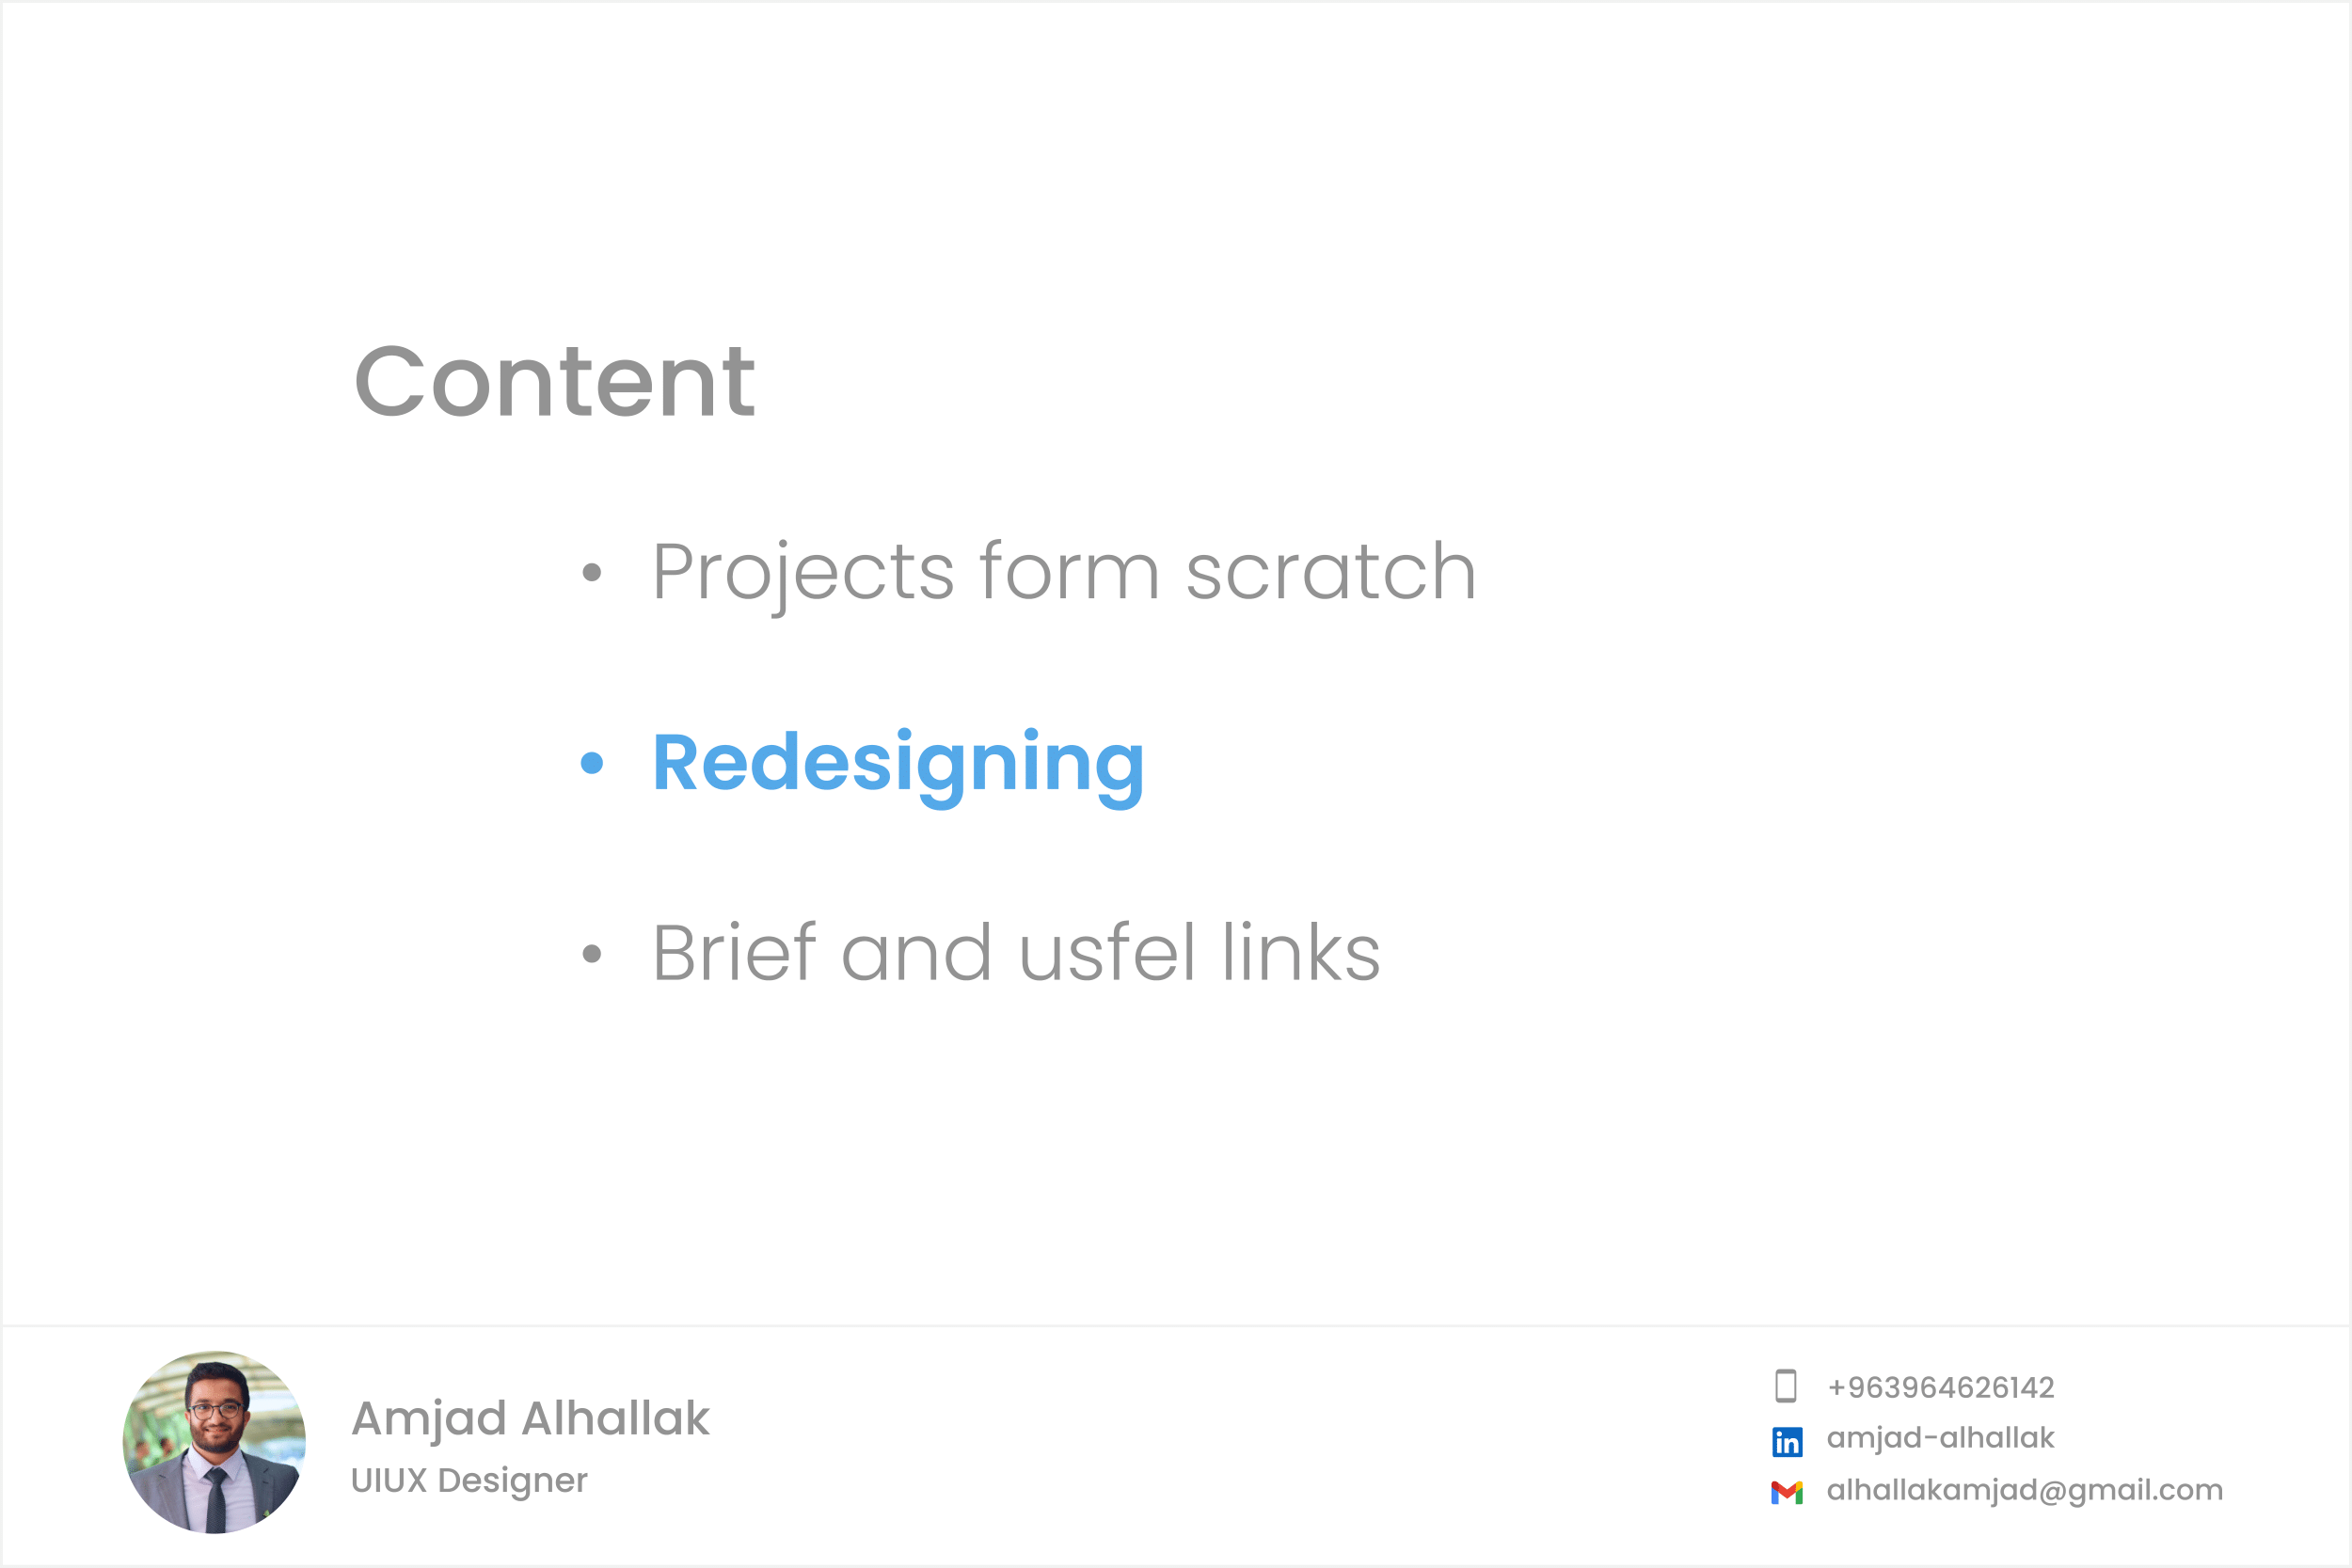 Content
• Projects form scratch
• Redesigning
• Brief and usfel links
Amjad Alhallak
UIUX Designer
+963964626142
amjad-alhallak
alhallakamjad@gmail.com